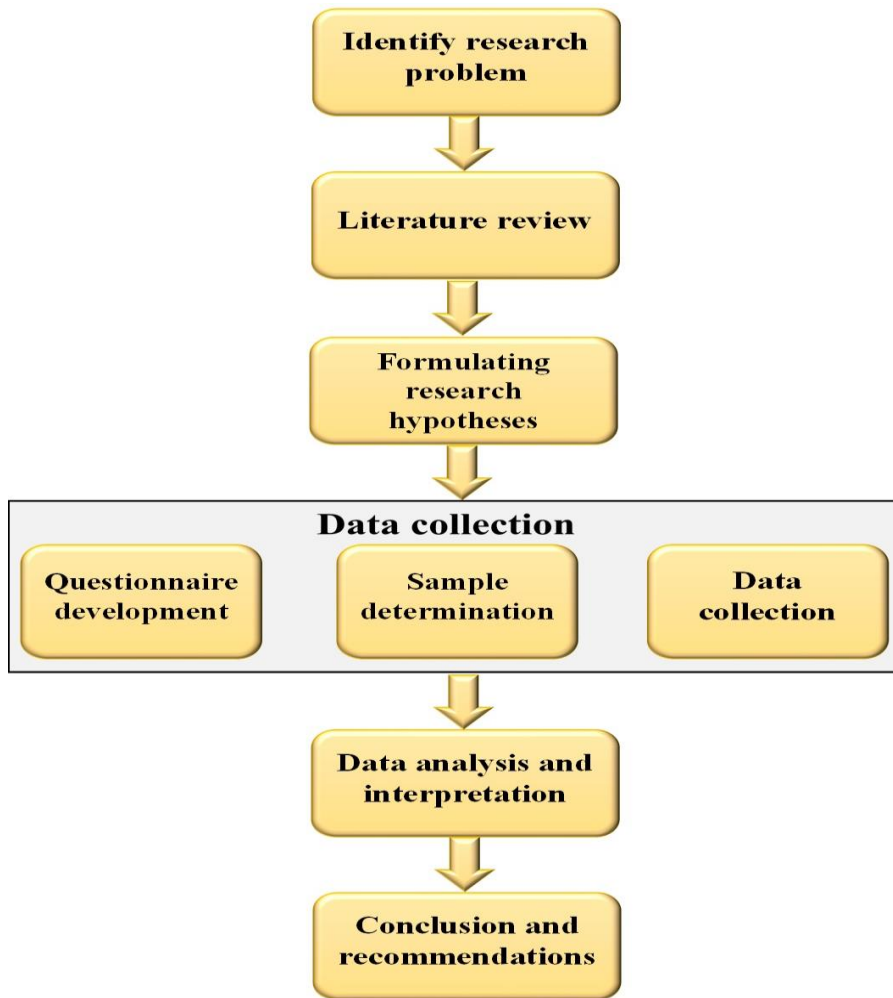 Identify research
problem
Literature review
Formulating
research
hypotheses
Data collection
Questionnaire
development
Sample
determination
Data
collection
Data analysis and
interpretation
Conclusion and
recommendations